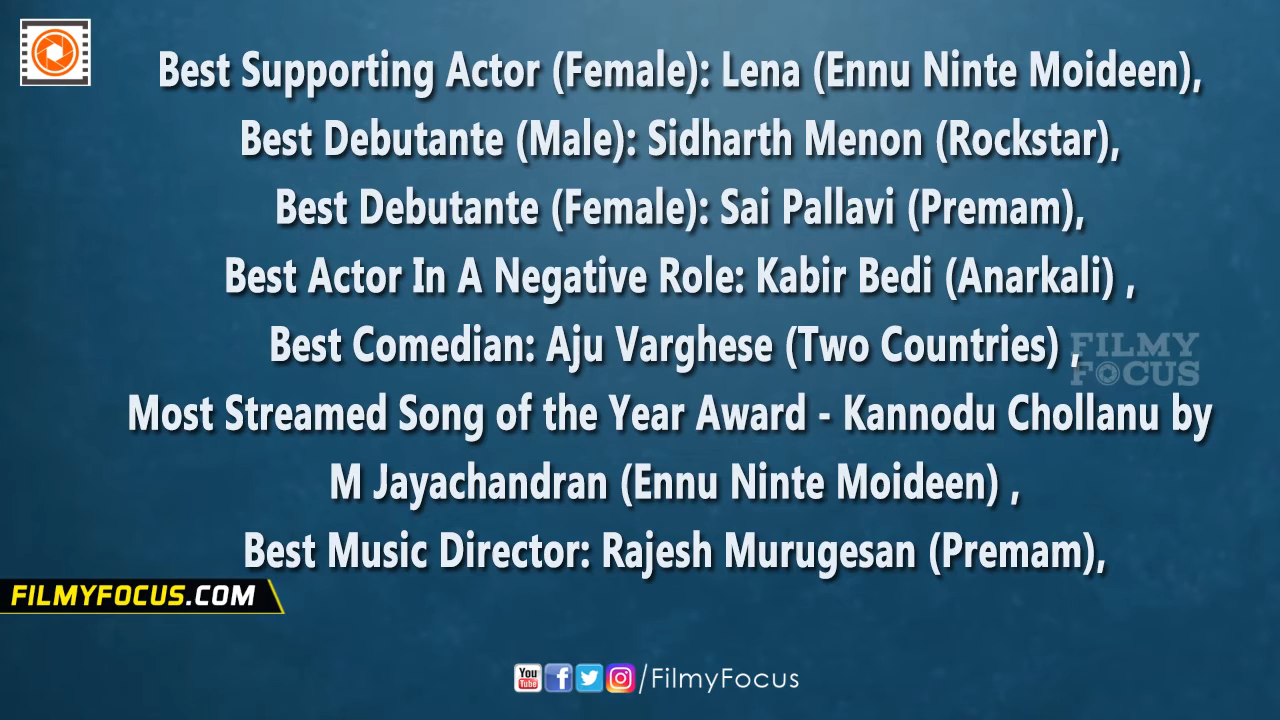 Best Supporting Actor (Female): Lena (Ennu Ninte Moideen),
Best Debutante (Male): Sidharth Menon (Rockstar),
Best Debutante (Female): Sai Pallavi (Premam),
Best Actor In A Negative Role: Kabir Bedi (Anarkali) ,
Best Comedian: Aju Varghese (Two Countries) ,
FILMY
FOCUS
Most Streamed Song of the Year Award - Kannodu Chollanu by
M Jayachandran (Ennu Ninte Moideen) ,
Best Music Director: Rajesh Murugesan (Premam),
FILMYFOCUS.COM
You
Tube
/FilmyFocus